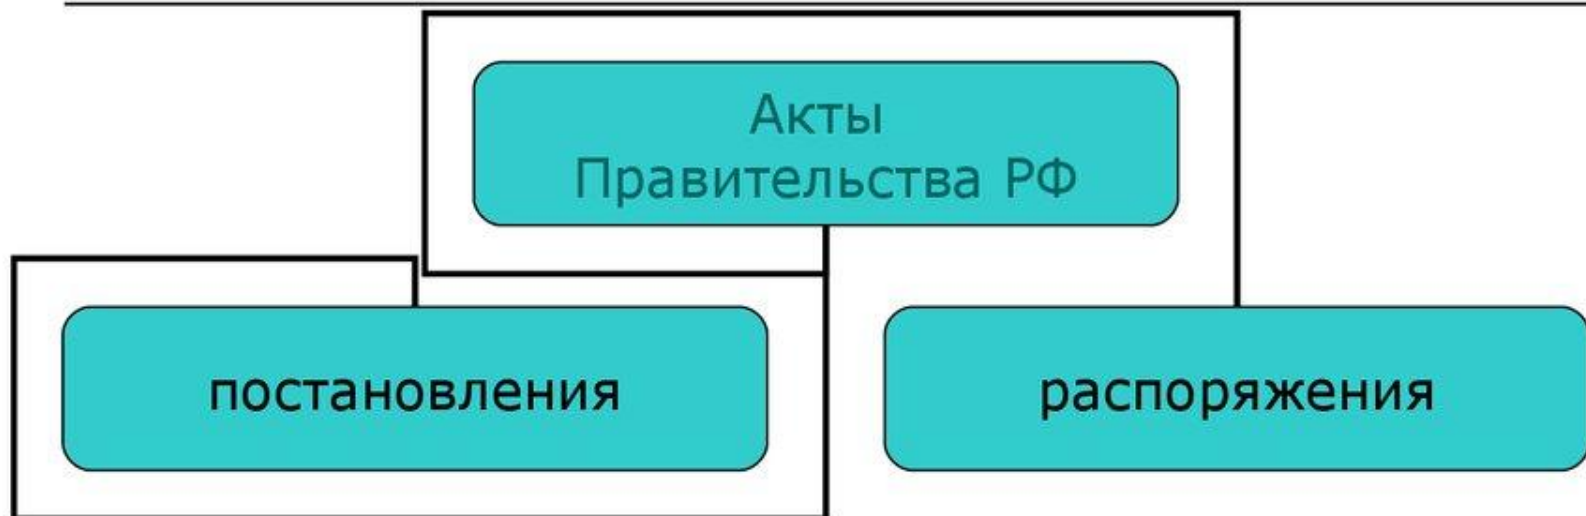 Акты
Правительства РФ
постановления
распоряжения